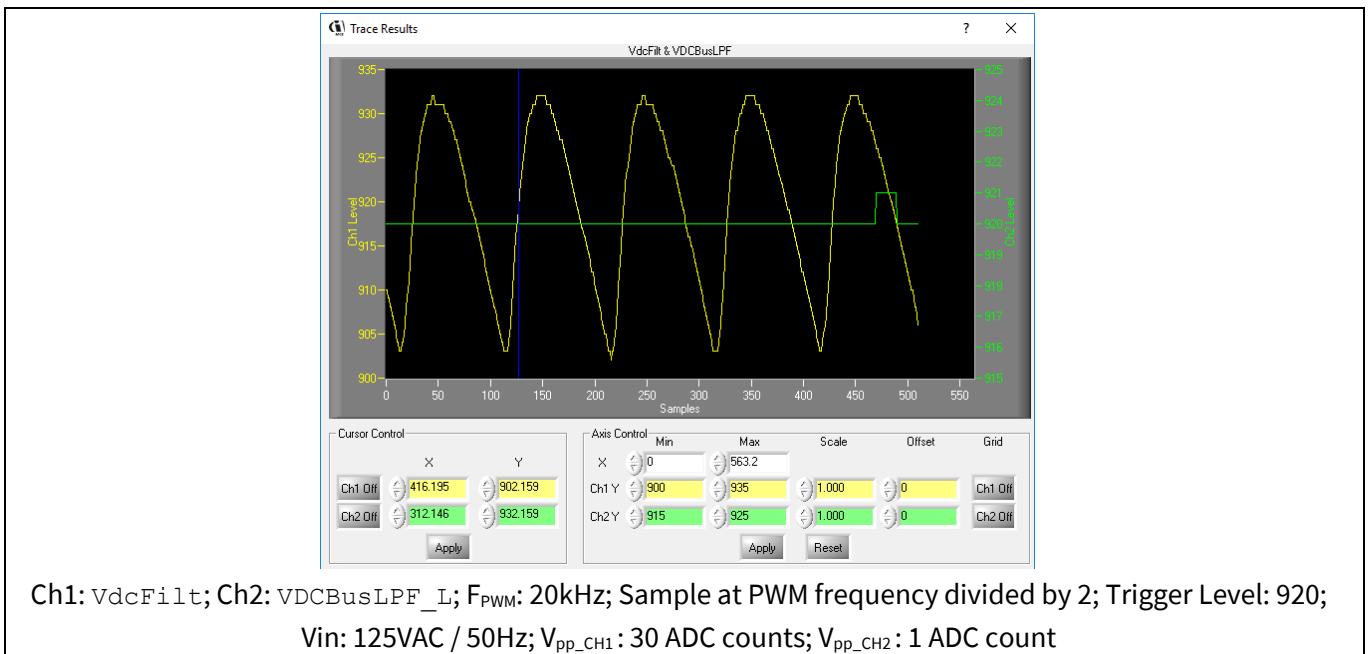 Trace Results ? ×
VdcFilt & VDCBusLPF
935
930
925
920
915
910
905
900
Ch1 Level
925
924
923
922
921
920
919
918
917
916
915
Ch2 Level
0 50 100 150 200 250 300 350 400 450 500 550
Samples
Cursor Control
X Y
Ch1 Off 416.195 902.159
Ch2 Off 312.146 932.159
Apply
Axis Control
Min Max Scale Offset Grid
X 0 563.2
Ch1 Y 900 935 1.000 0 Ch1 Off
Ch2 Y 915 925 1.000 0 Ch2 Off
Apply Reset
Ch1: VdcFilt; Ch2: VDCBusLPF_L; FPWM: 20kHz; Sample at PWM frequency divided by 2; Trigger Level: 920;
Vin: 125VAC / 50Hz; Vpp_CH1 : 30 ADC counts; Vpp_CH2 : 1 ADC count